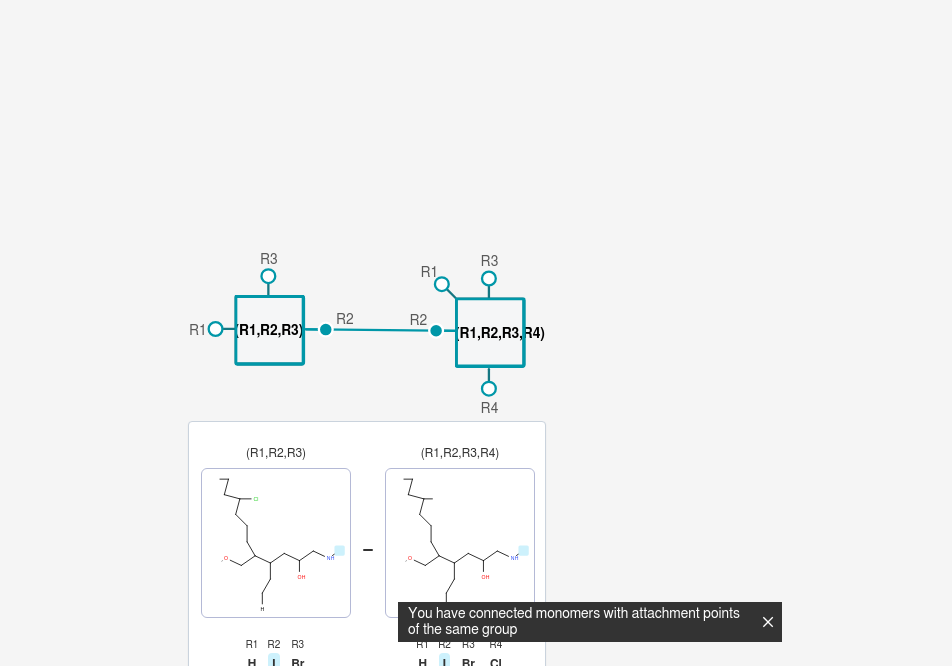 R3
R3
R1
R2
R2
R1
(R1,R2,R3)
(R1,R2,R3,R4)
R4
(R1,R2,R3)
(R1,R2,R3,R4)
Cl
O
NH
OH
H
O
NH
OH
You have connected monomers with attachment points
of the same group
R1 R2 R3
R1 R2 R3 R4
H I Br
H I Br Cl